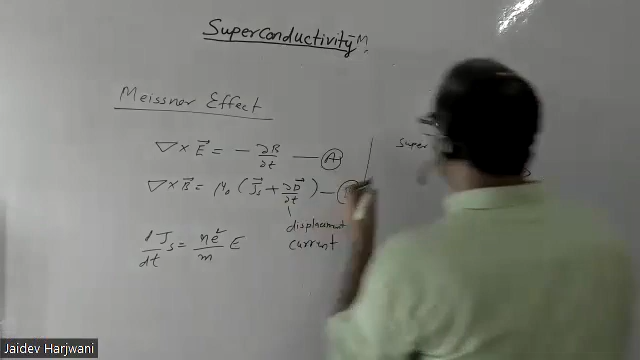 Superconductivity-M.
Meissner Effect
∇ × E⃗ = - ∂B/∂t — (A)
∇ × B⃗ = μ₀ (J⃗s + ∂D⃗/∂t) —
displacement
current
d/dt Js = ne²/m E
Super
Jaidev Harjwani